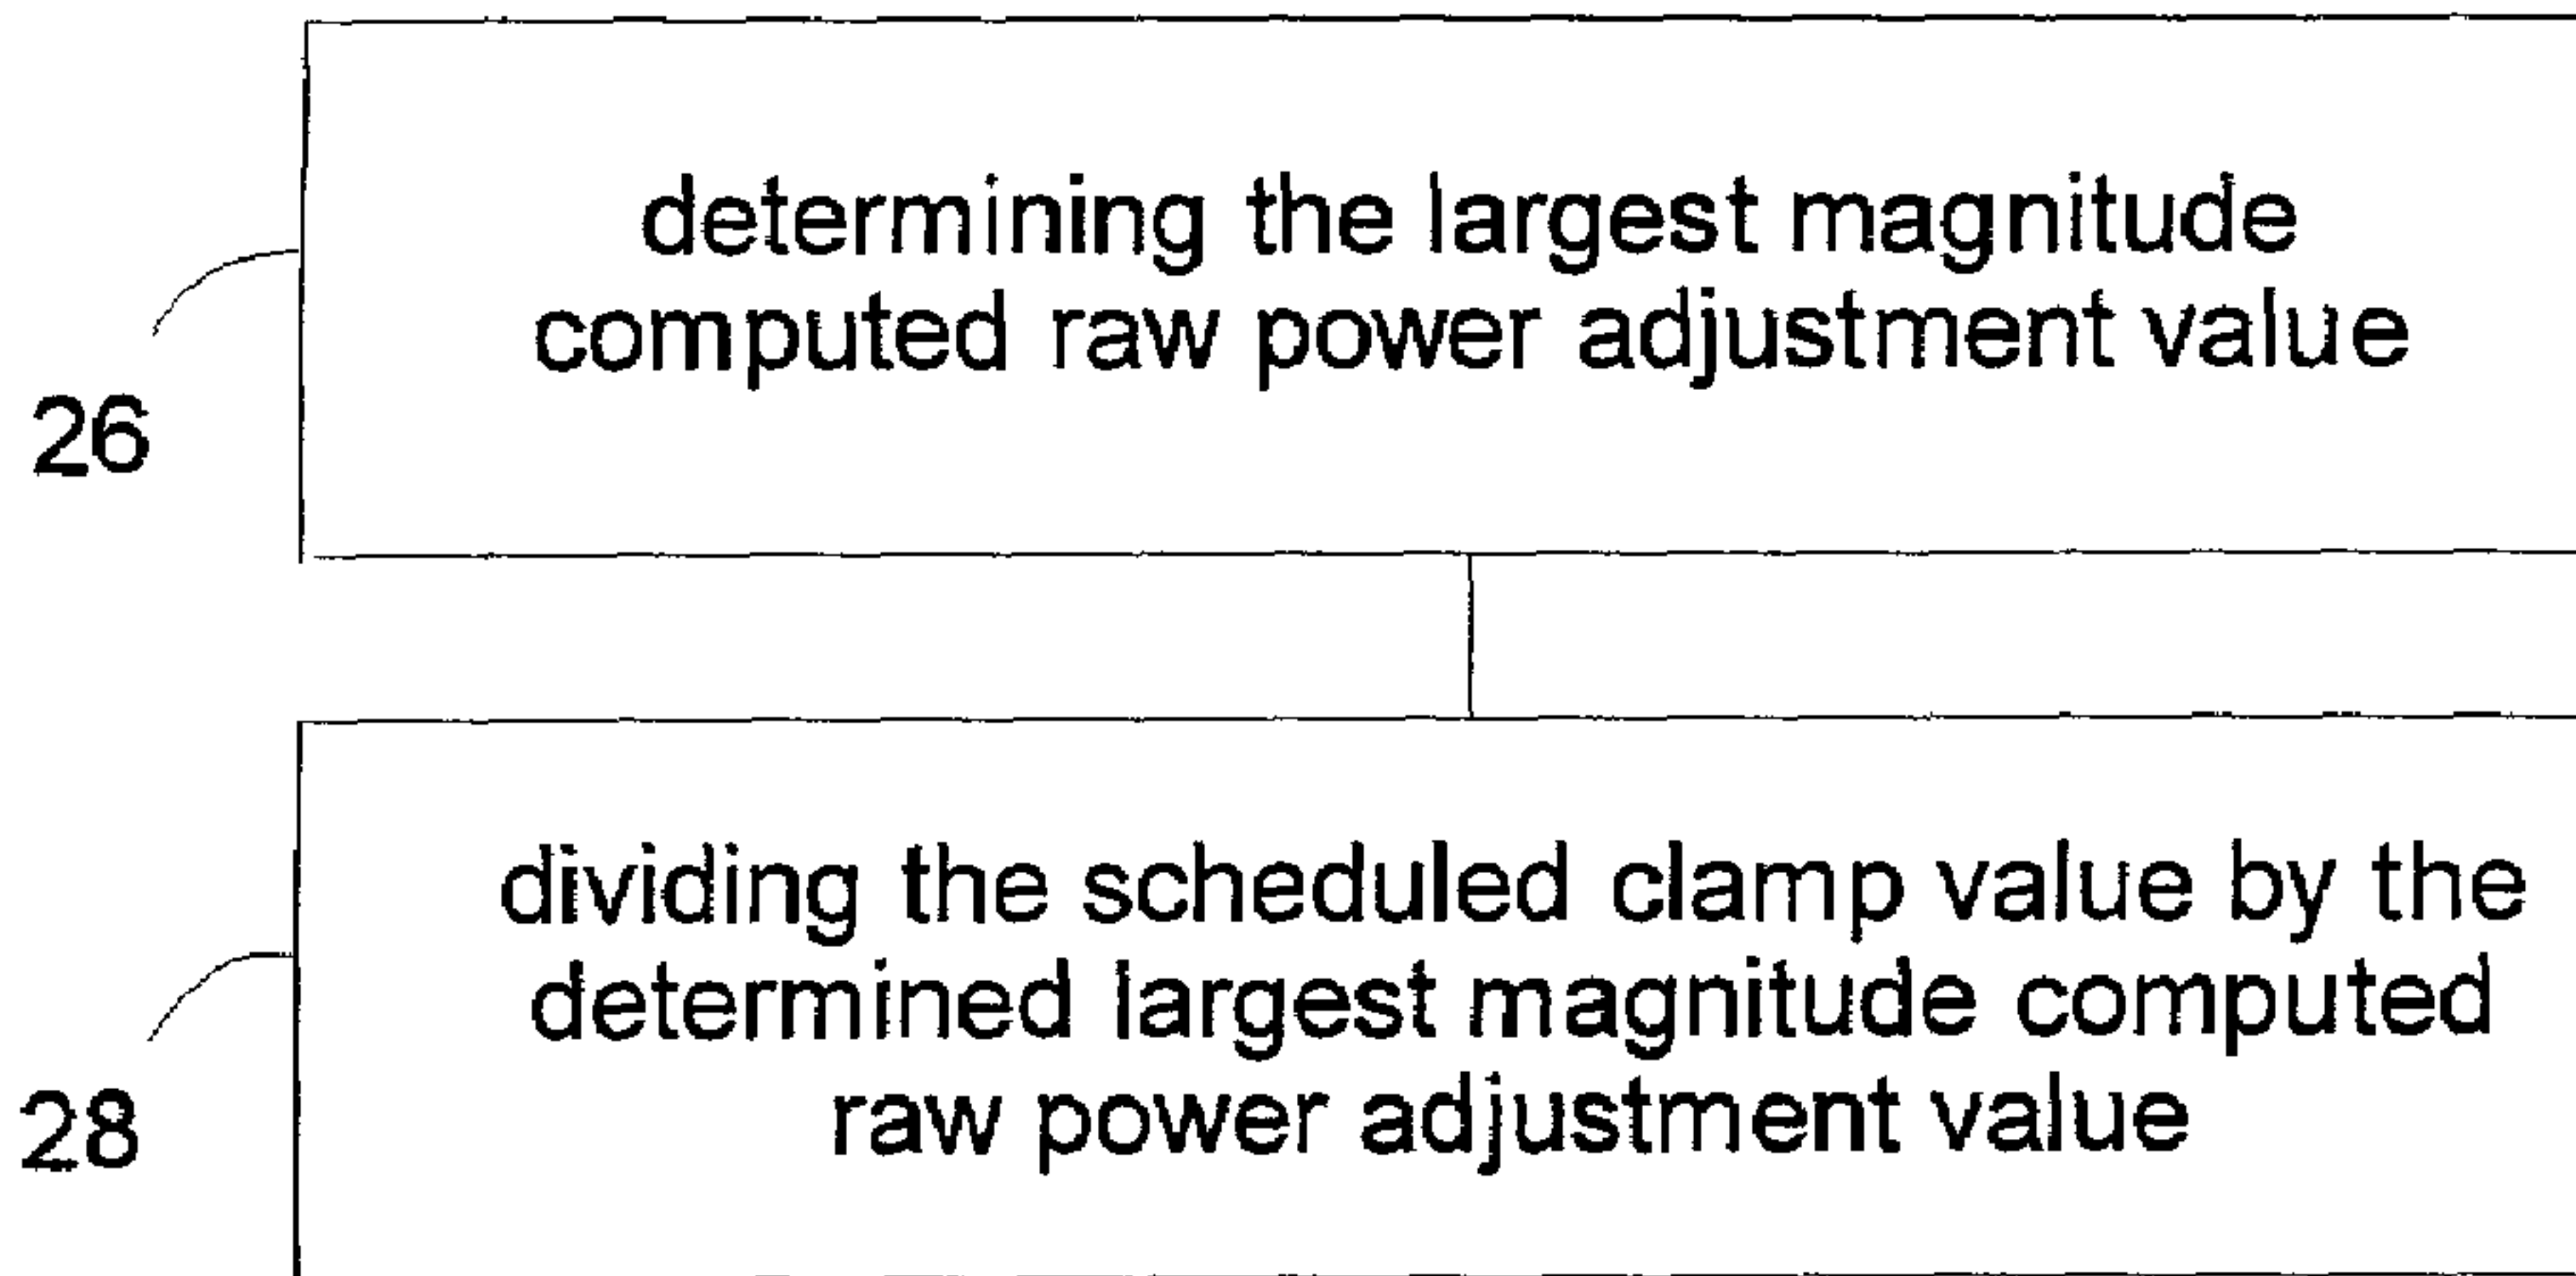 determining the largest magnitude
computed raw power adjustment value
26
dividing the scheduled clamp value by the
determined largest magnitude computed
raw power adjustment value
28